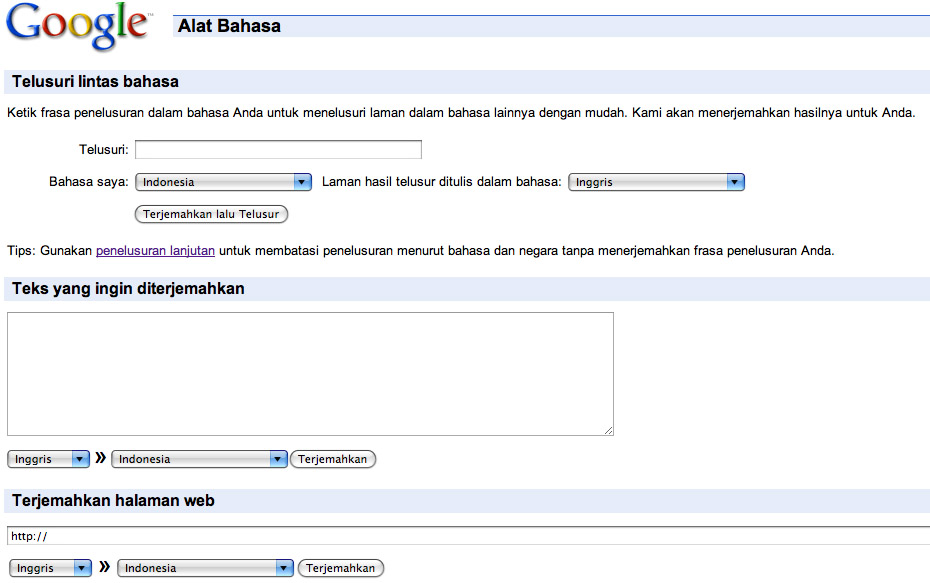 Google™ Alat Bahasa
Telusuri lintas bahasa
Ketik frasa penelusuran dalam bahasa Anda untuk menelusuri laman dalam bahasa lainnya dengan mudah. Kami akan menerjemahkan hasilnya untuk Anda.
Telusuri:
Bahasa saya: Indonesia Laman hasil telusur ditulis dalam bahasa: Inggris
Terjemahkan lalu Telusur
Tips: Gunakan penelusuran lanjutan untuk membatasi penelusuran menurut bahasa dan negara tanpa menerjemahkan frasa penelusuran Anda.
Teks yang ingin diterjemahkan
Inggris » Indonesia Terjemahkan
Terjemahkan halaman web
http://
Inggris » Indonesia Terjemahkan